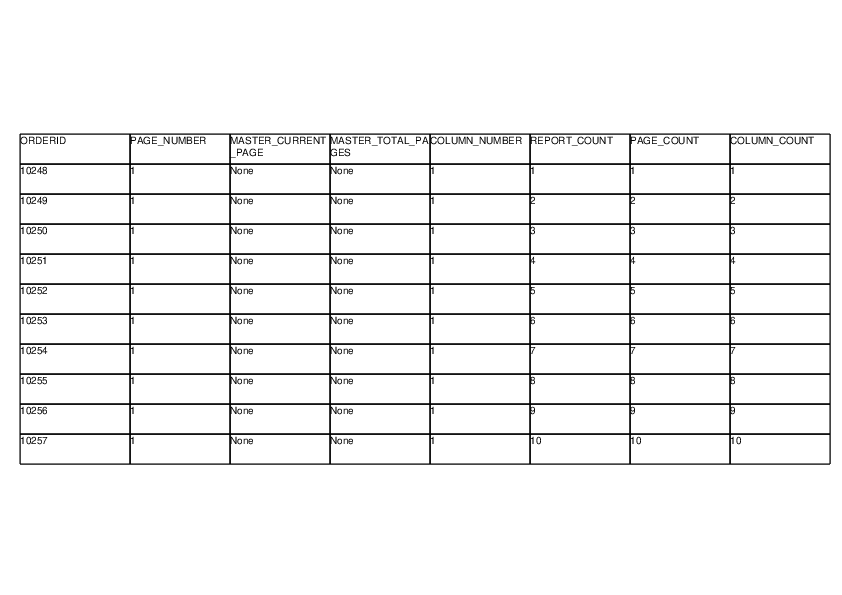 ORDERID PAGE_NUMBER MASTER_CURRENT MASTER_TOTAL_PA COLUMN_NUMBER REPORT_COUNT PAGE_COUNT COLUMN_COUNT
_PAGE GES
10248 1 None None 1 1 1 1
10249 1 None None 1 2 2 2
10250 1 None None 1 3 3 3
10251 1 None None 1 4 4 4
10252 1 None None 1 5 5 5
10253 1 None None 1 6 6 6
10254 1 None None 1 7 7 7
10255 1 None None 1 8 8 8
10256 1 None None 1 9 9 9
10257 1 None None 1 10 10 10